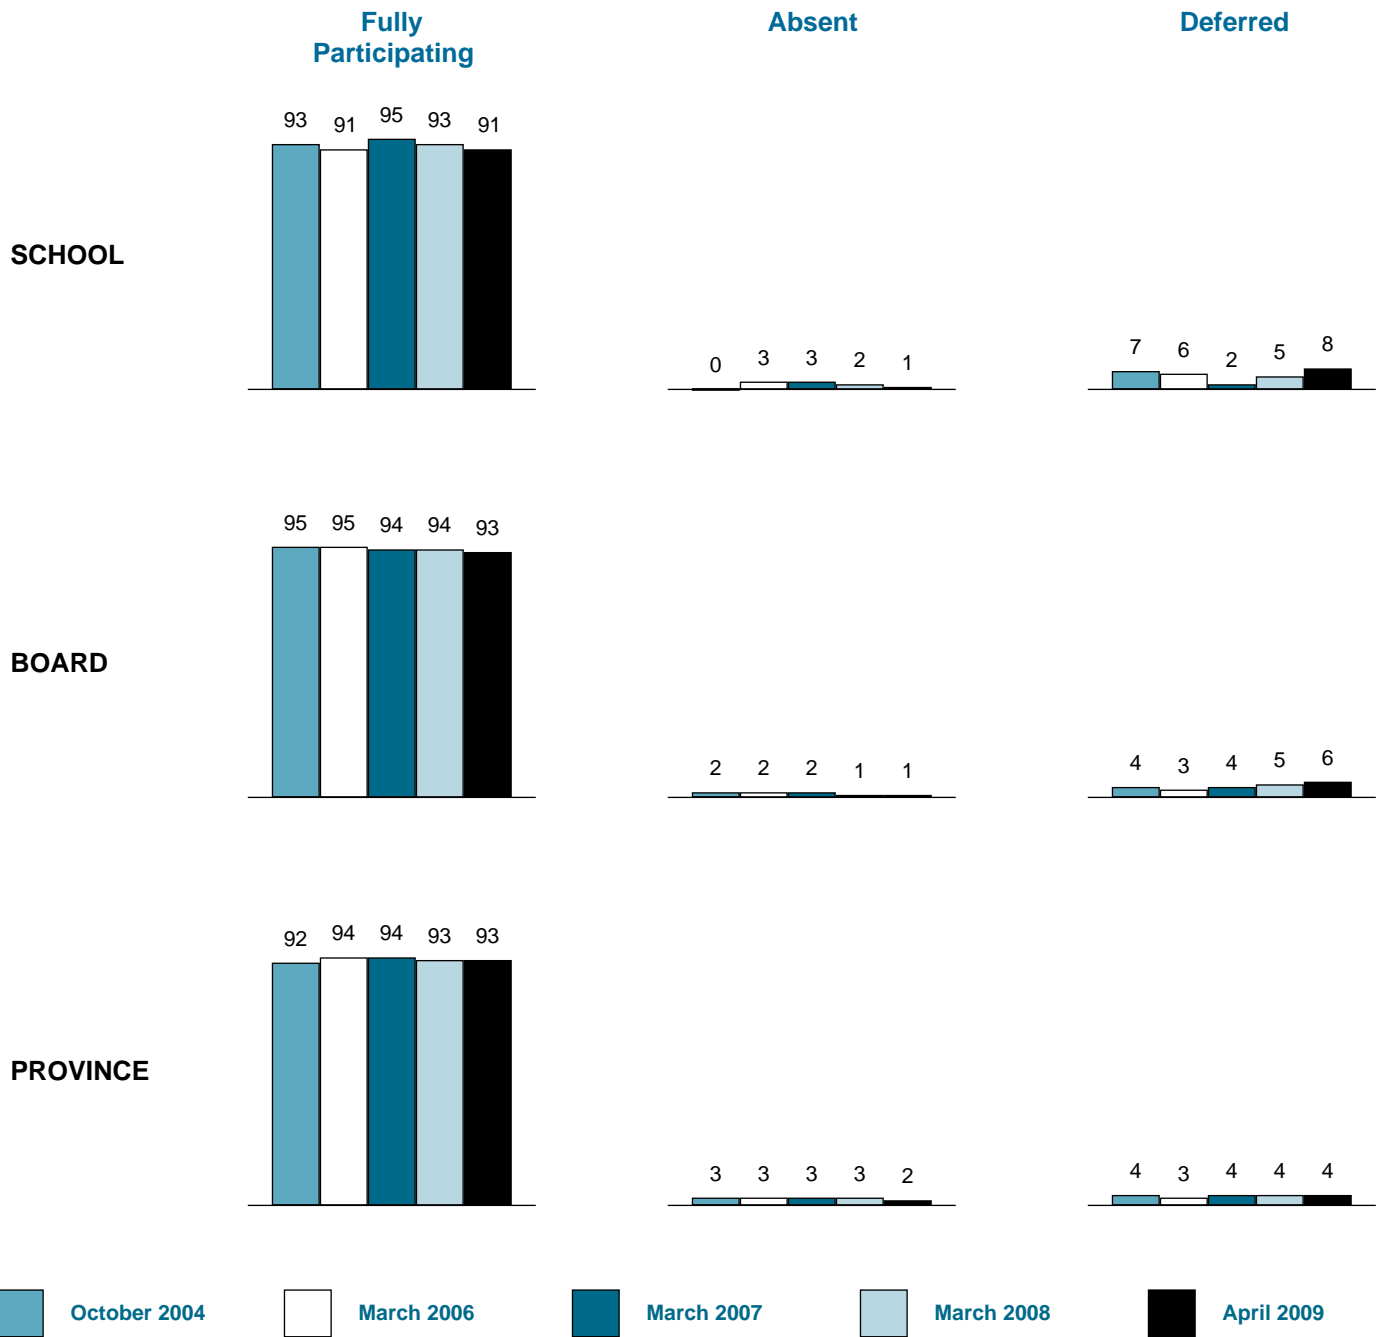 Fully
Participating
Absent
Deferred
SCHOOL
93 91 95 93 91
0 3 3 2 1
7 6 2 5 8
BOARD
95 95 94 94 93
2 2 2 1 1
4 3 4 5 6
PROVINCE
92 94 94 93 93
3 3 3 3 2
4 3 4 4 4
October 2004
March 2006
March 2007
March 2008
April 2009